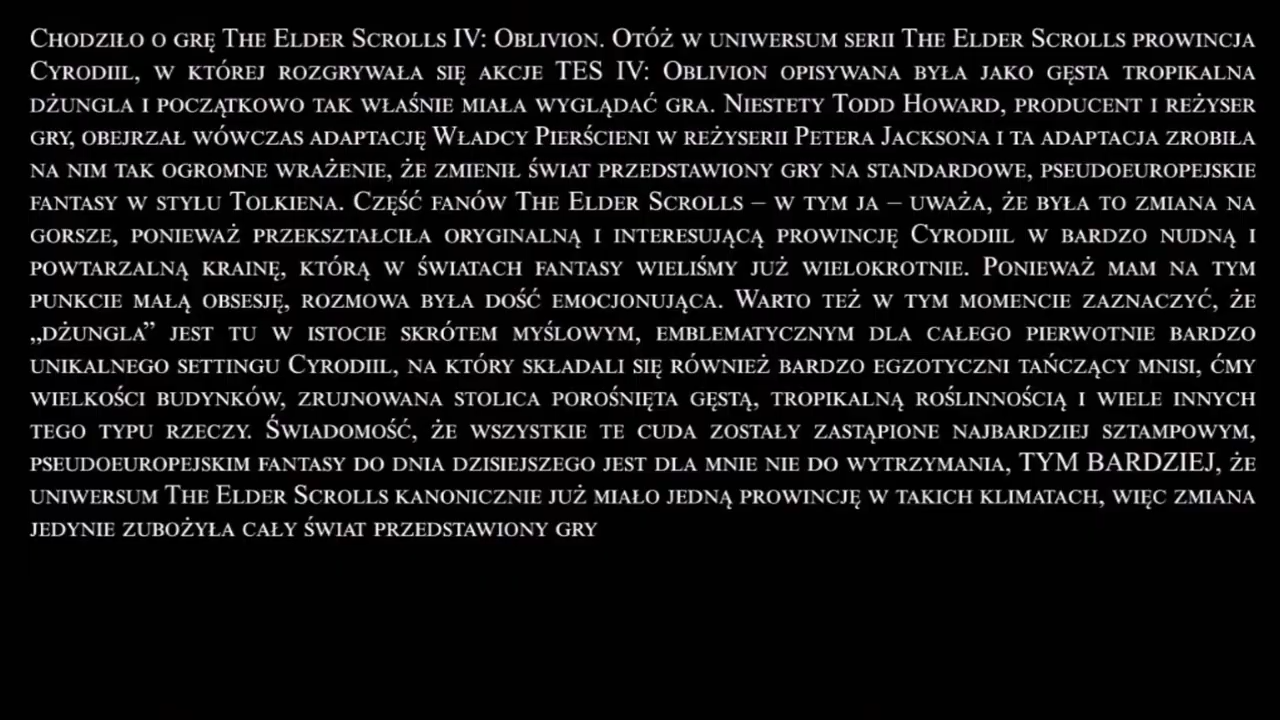 Chodziło o grę The Elder Scrolls IV: Oblivion. Otóż w uniwersum serii The Elder Scrolls prowincja
Cyrodiil, w której rozgrywała się akcje TES IV: Oblivion opisywana była jako gęsta tropikalna
dżungla i początkowo tak właśnie miała wyglądać gra. Niestety Todd Howard, producent i reżyser
gry, obejrzał wówczas adaptację Władcy Pierścieni w reżyserii Petera Jacksona i ta adaptacja zrobiła
na nim tak ogromne wrażenie, że zmienił świat przedstawiony gry na standardowe, pseudoeuropejskie
fantasy w stylu Tolkiena. Część fanów The Elder Scrolls – w tym ja – uważa, że była to zmiana na
gorsze, ponieważ przekształciła oryginalną i interesującą prowincję Cyrodiil w bardzo nudną i
powtarzalną krainę, którą w światach fantasy wieliśmy już wielokrotnie. Ponieważ mam na tym
punkcie małą obsesję, rozmowa była dość emocjonująca. Warto też w tym momencie zaznaczyć, że
„dżungla” jest tu w istocie skrótem myślowym, emblematycznym dla całego pierwotnie bardzo
unikalnego settingu Cyrodiil, na który składali się również bardzo egzotyczni tańczący mnisi, ćmy
wielkości budynków, zrujnowana stolica porośnięta gęstą, tropikalną roślinnością i wiele innych
tego typu rzeczy. Świadomość, że wszystkie te cuda zostały zastąpione najbardziej sztampowym,
pseudoeuropejskim fantasy do dnia dzisiejszego jest dla mnie nie do wytrzymania, TYM BARDZIEJ, że
uniwersum The Elder Scrolls kanonicznie już miało jedną prowincję w takich klimatach, więc zmiana
jedynie zubożyła cały świat przedstawiony gry